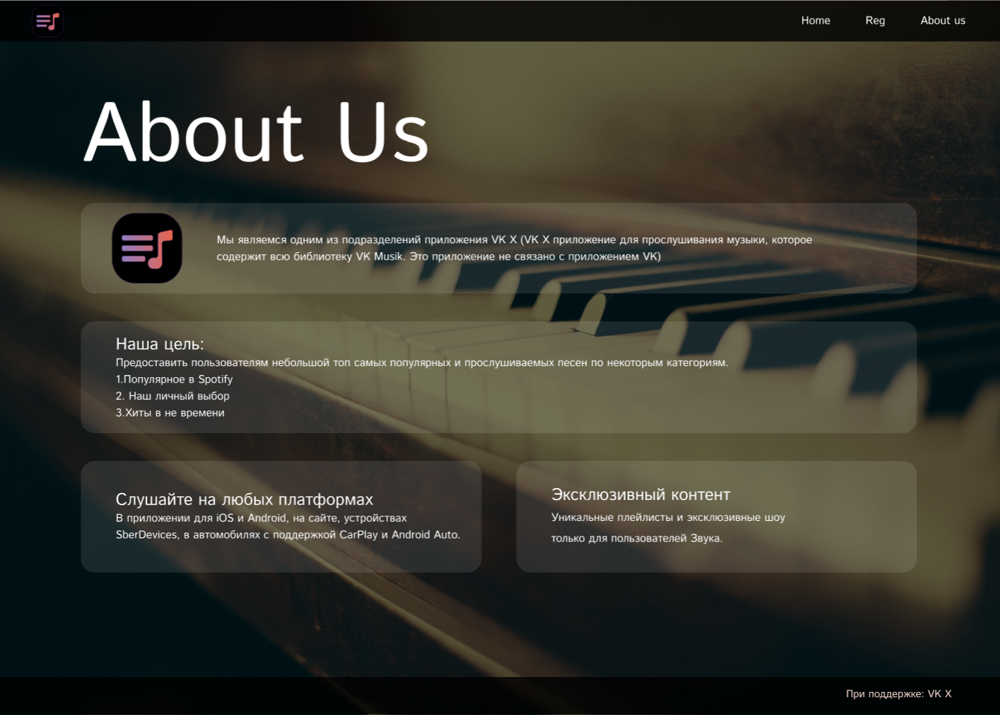 Home Reg About us
About Us
Мы являемся одним из подразделений приложения VK X (VK X приложение для прослушивания музыки, которое
содержит всю библиотеку VK Musik. Это приложение не связано с приложением VK)
Наша цель:
Предоставить пользователям небольшой топ самых популярных и прослушиваемых песен по некоторым категориям.
1.Популярное в Spotify
2. Наш личный выбор
3.Хиты в не времени
Слушайте на любых платформах
В приложении для iOS и Android, на сайте, устройствах
SberDevices, в автомобилях с поддержкой CarPlay и Android Auto.
Эксклюзивный контент
Уникальные плейлисты и эксклюзивные шоу
только для пользователей Звука.
При поддержке: VK X